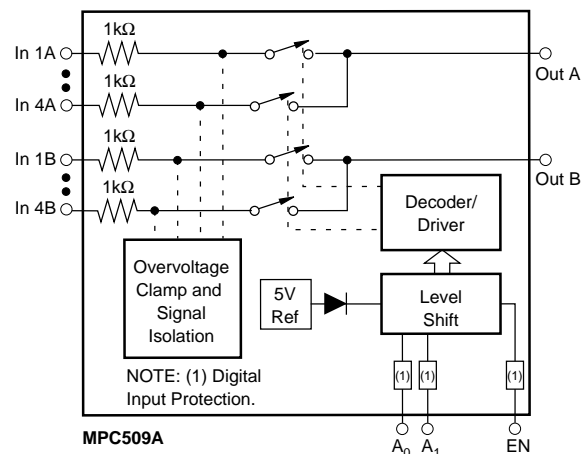 1kΩ
In 1A
Out A
1kΩ
In 4A
1kΩ
In 1B
Out B
1kΩ
In 4B
Decoder/
Driver
Overvoltage
Clamp and
Signal
Isolation
5V
Ref
Level
Shift
NOTE: (1) Digital
Input Protection.
(1) (1) (1)
MPC509A
A0 A1 EN